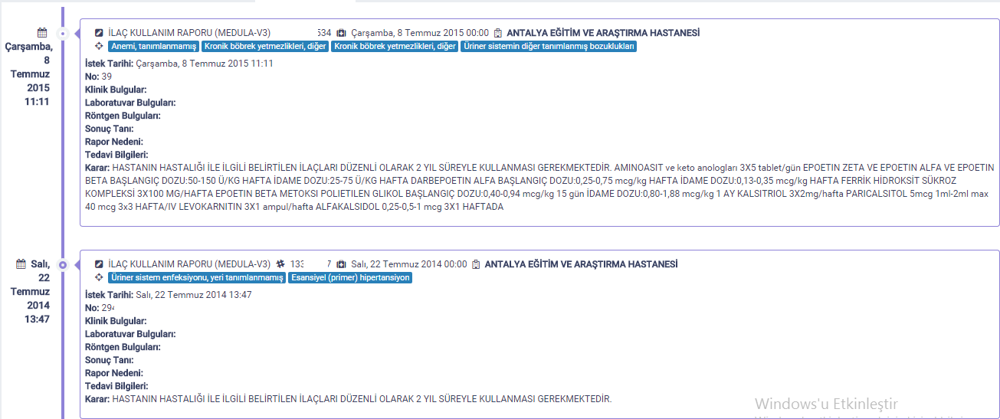 Çarşamba,
8
Temmuz
2015
11:11
İLAÇ KULLANIM RAPORU (MEDULA-V3) 534 Çarşamba, 8 Temmuz 2015 00:00 ANTALYA EĞİTİM VE ARAŞTIRMA HASTANESİ
Anemi, tanımlanmamış Kronik böbrek yetmezlikleri, diğer Kronik böbrek yetmezlikleri, diğer Üriner sistemin diğer tanımlanmış bozuklukları
İstek Tarihi: Çarşamba, 8 Temmuz 2015 11:11
No: 39
Klinik Bulgular:
Laboratuvar Bulguları:
Röntgen Bulguları:
Sonuç Tanı:
Rapor Nedeni:
Tedavi Bilgileri:
Karar: HASTANIN HASTALIĞI İLE İLGİLİ BELİRTİLEN İLAÇLARI DÜZENLİ OLARAK 2 YIL SÜREYLE KULLANMASI GEREKMEKTEDİR. AMINOASIT ve keto anologları 3X5 tablet/gün EPOETIN ZETA VE EPOETIN ALFA VE EPOETIN
BETA BAŞLANGIÇ DOZU:50-150 Ü/KG HAFTA İDAME DOZU:25-75 Ü/KG HAFTA DARBEPOETIN ALFA BAŞLANGIÇ DOZU:0,25-0,75 mcg/kg HAFTA İDAME DOZU:0,13-0,35 mcg/kg HAFTA FERRİK HİDROKSİT SÜKROZ
KOMPLEKSİ 3X100 MG/HAFTA EPOETIN BETA METOKSI POLIETILEN GLIKOL BAŞLANGIÇ DOZU:0,40-0,94 mcg/kg 15 gün İDAME DOZU:0,80-1,88 mcg/kg 1 AY KALSITRIOL 3X2mg/hafta PARICALSITOL 5mcg 1ml-2ml max
40 mcg 3x3 HAFTA/IV LEVOKARNITIN 3X1 ampul/hafta ALFAKALSIDOL 0,25-0,5-1 mcg 3X1 HAFTADA
Salı,
22
Temmuz
2014
13:47
İLAÇ KULLANIM RAPORU (MEDULA-V3) 133 7 Salı, 22 Temmuz 2014 00:00 ANTALYA EĞİTİM VE ARAŞTIRMA HASTANESİ
Üriner sistem enfeksiyonu, yeri tanımlanmamış Esansiyel (primer) hipertansiyon
İstek Tarihi: Salı, 22 Temmuz 2014 13:47
No: 294
Klinik Bulgular:
Laboratuvar Bulguları:
Röntgen Bulguları:
Sonuç Tanı:
Rapor Nedeni:
Tedavi Bilgileri:
Karar: HASTANIN HASTALIĞI İLE İLGİLİ BELİRTİLEN İLAÇLARI DÜZENLİ OLARAK 2 YIL SÜREYLE KULLANMASI GEREKMEKTEDİR.
Windows'u Etkinleştir